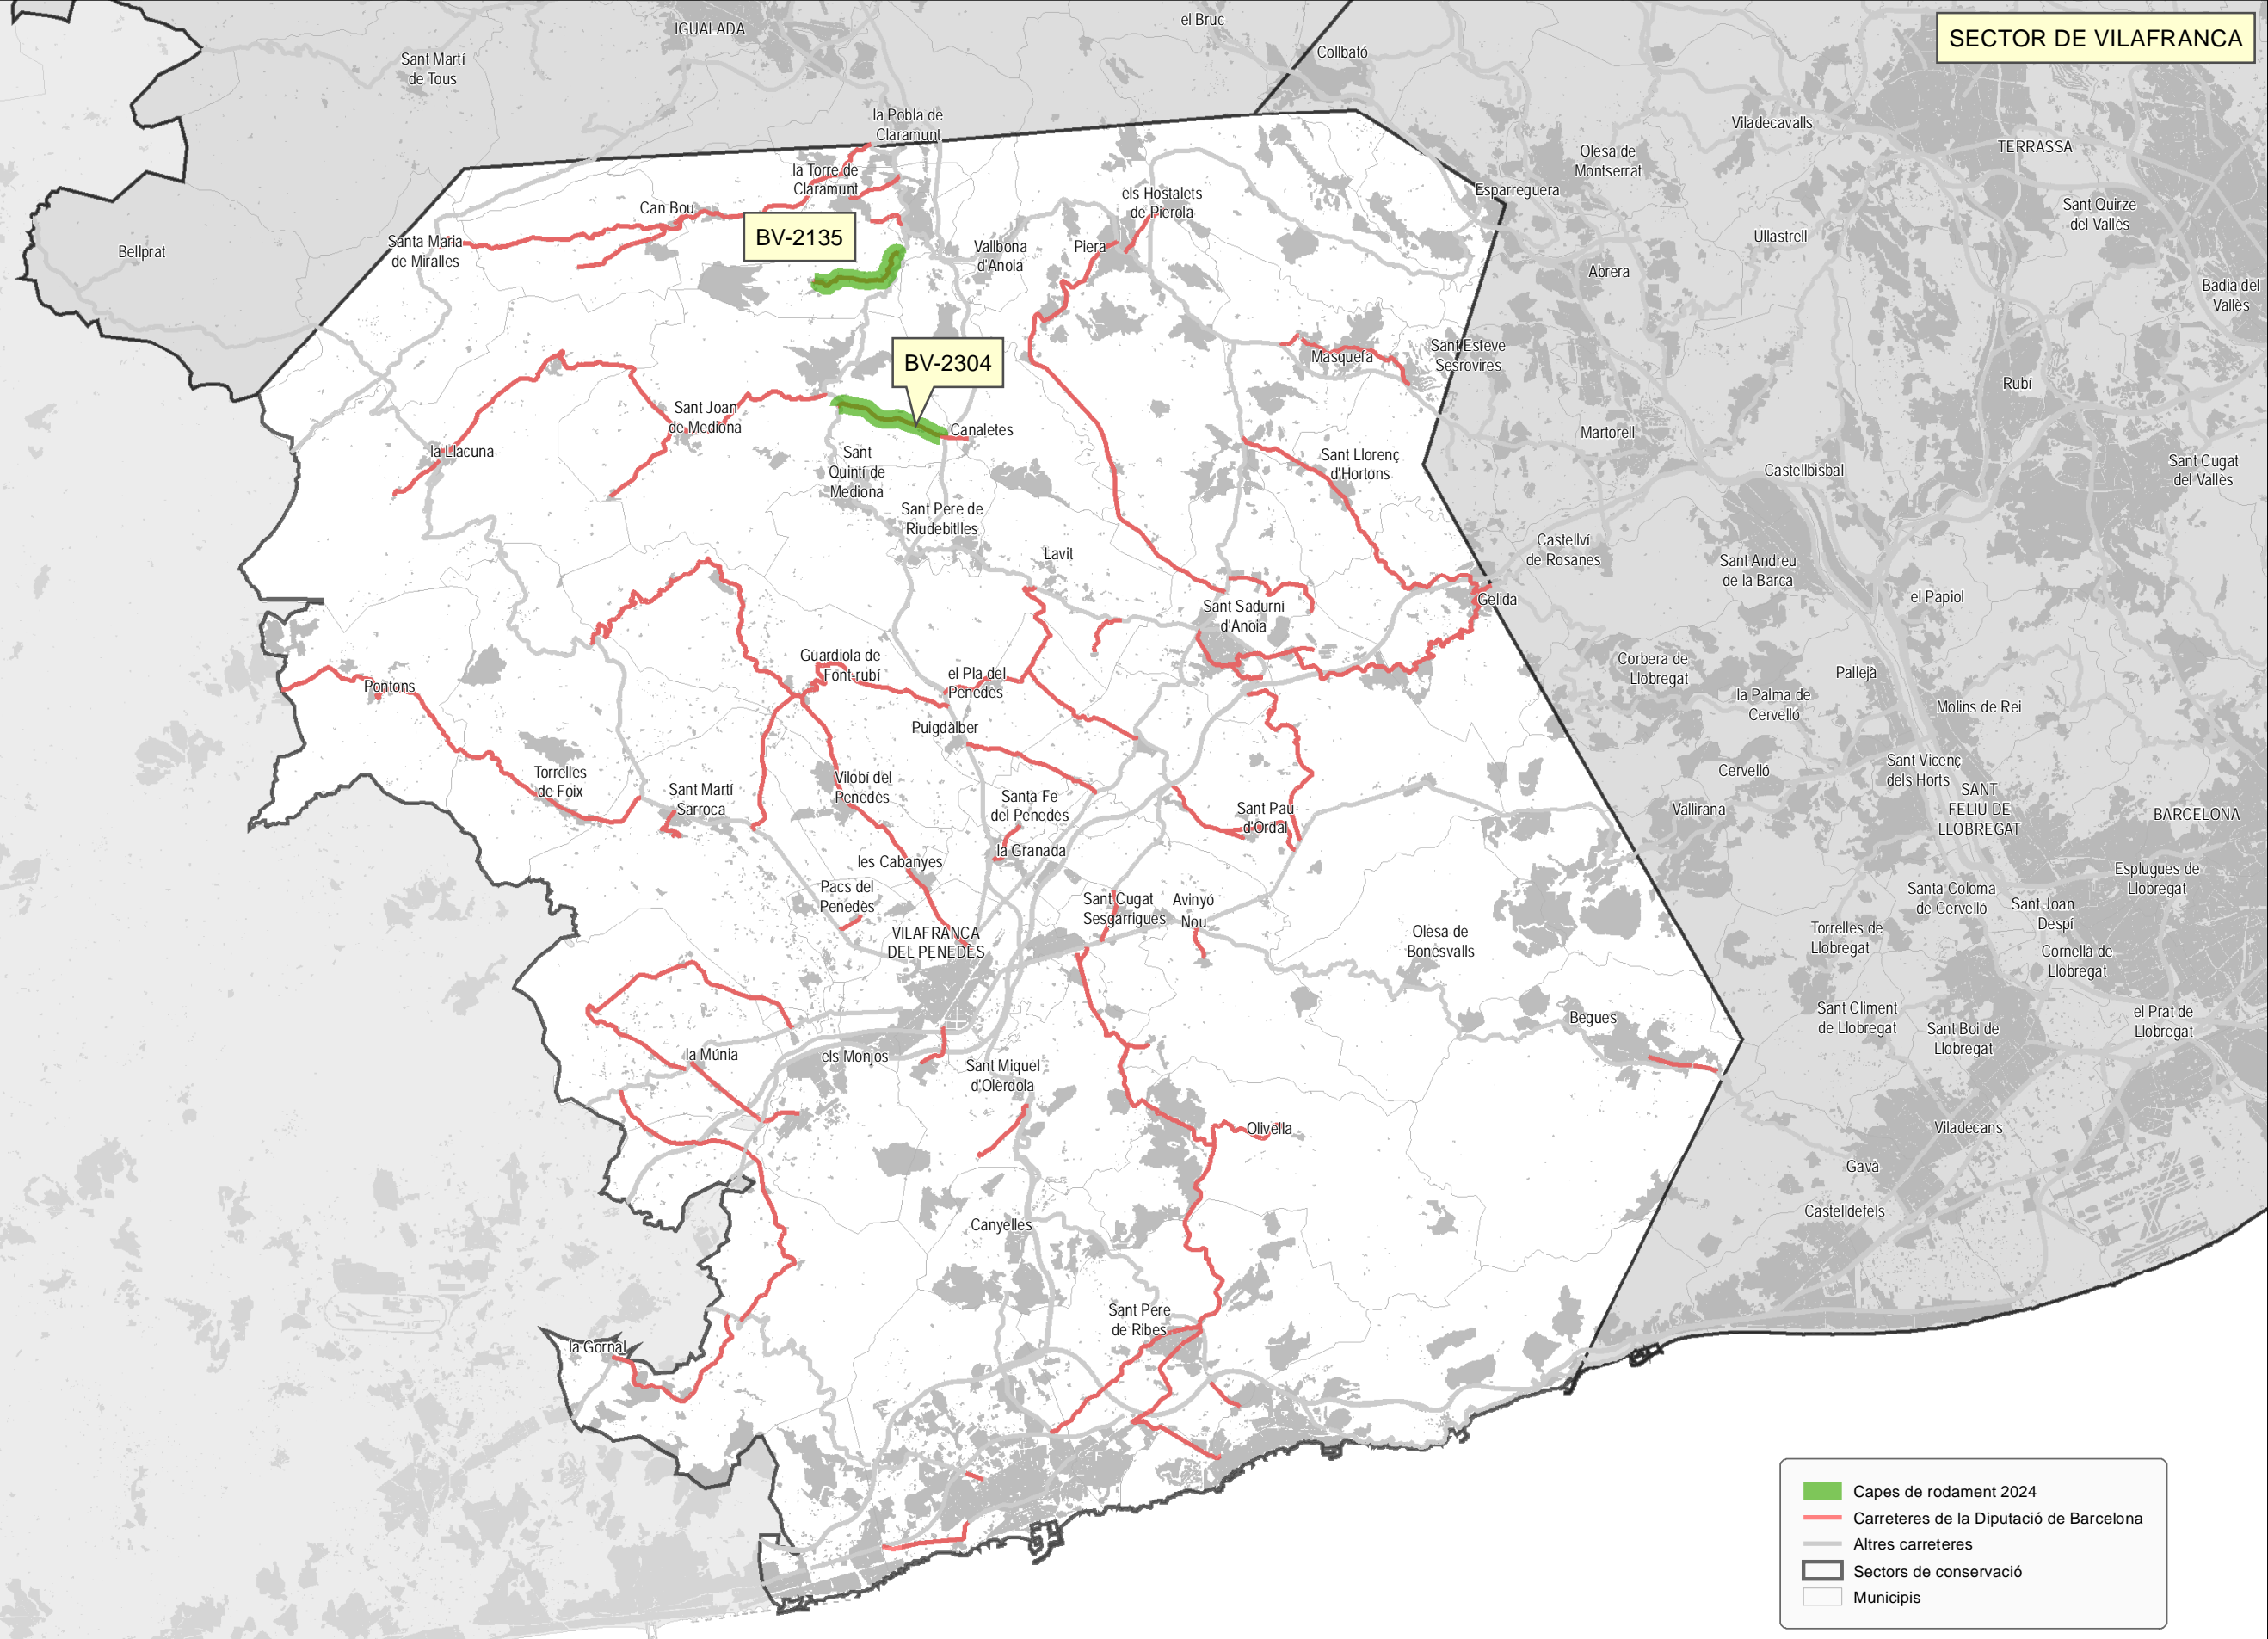 SECTOR DE VILAFRANCA
el Bruc
IGUALADA
Collbató
Sant Martí
de Tous
la Pobla de
Claramunt
Viladecavalls
TERRASSA
Olesa de
Montserrat
la Torre de
Claramunt
Esparreguera
els Hostalets
de Pierola
Can Bou
Sant Quirze
del Vallès
BV-2135
Ullastrell
Santa Maria
de Miralles
Bellprat
Vallbona
d'Anoia
Piera
Abrera
Badia del
Vallès
BV-2304
Masquefa
Sant Esteve
Sesrovires
Rubí
Sant Joan
de Mediona
Canaletes
Martorell
la Llacuna
Sant
Quintí de
Mediona
Sant Llorenç
d'Hortons
Castellbisbal
Sant Cugat
del Vallès
Sant Pere de
Riudebitlles
Lavit
Castellví
de Rosanes
Sant Andreu
de la Barca
Gelida
el Papiol
Sant Sadurní
d'Anoia
Guardiola de
Font-rubí
el Pla del
Penedès
Corbera de
Llobregat
Pallejà
Pontons
la Palma de
Cervelló
Molins de Rei
Puigdàlber
Torrelles
de Foix
Sant Martí
Sarroca
Vilobí del
Penedès
Santa Fe
del Penedès
Sant Pau
d'Ordal
Cervelló
Sant Vicenç
dels Horts
Vallirana
SANT
FELIU DE
LLOBREGAT
BARCELONA
les Cabanyes
la Granada
Esplugues de
Llobregat
Pacs del
Penedès
Sant Cugat
Sesgarrigues
Avinyó
Nou
Santa Coloma
de Cervelló
Sant Joan
Despí
VILAFRANCA
DEL PENEDÈS
Olesa de
Bonesvalls
Torrelles de
Llobregat
Cornellà de
Llobregat
Begues
Sant Climent
de Llobregat
Sant Boi de
Llobregat
el Prat de
Llobregat
la Múnia
els Monjos
Sant Miquel
d'Olèrdola
Olivella
Viladecans
Gavà
Canyelles
Castelldefels
Sant Pere
de Ribes
la Gornal
Capes de rodament 2024
Carreteres de la Diputació de Barcelona
Altres carreteres
Sectors de conservació
Municipis